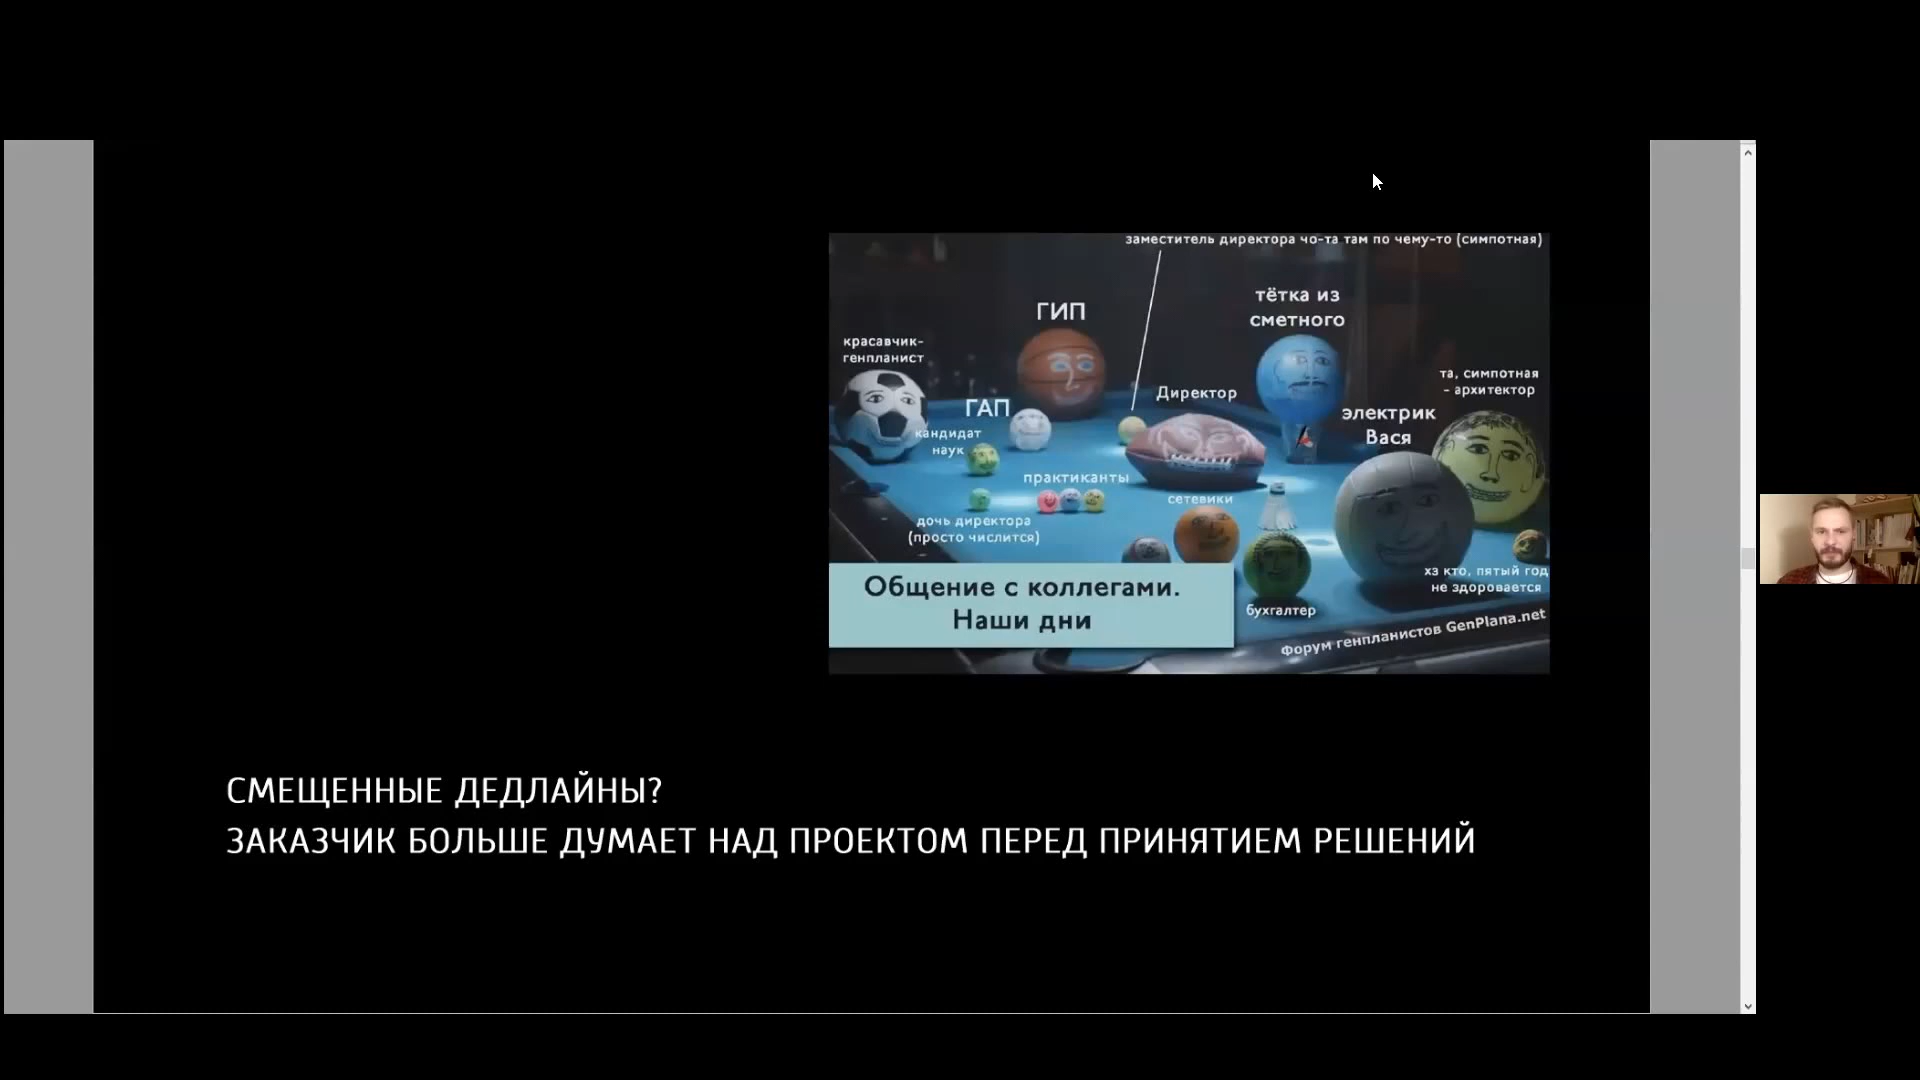 заместитель директора чо-та там по чему-то (симпотная)
тётка из
сметного
ГИП
красавчик-
генпланист
та, симпотная
- архитектор
Директор
ГАП
электрик
Вася
кандидат
наук
практиканты
сетевики
дочь директора
(просто числится)
хз кто, пятый год
не здоровается
Общение с коллегами.
Наши дни
бухгалтер
Форум генпланистов GenPlana.net
СМЕЩЕННЫЕ ДЕДЛАЙНЫ?
ЗАКАЗЧИК БОЛЬШЕ ДУМАЕТ НАД ПРОЕКТОМ ПЕРЕД ПРИНЯТИЕМ РЕШЕНИЙ